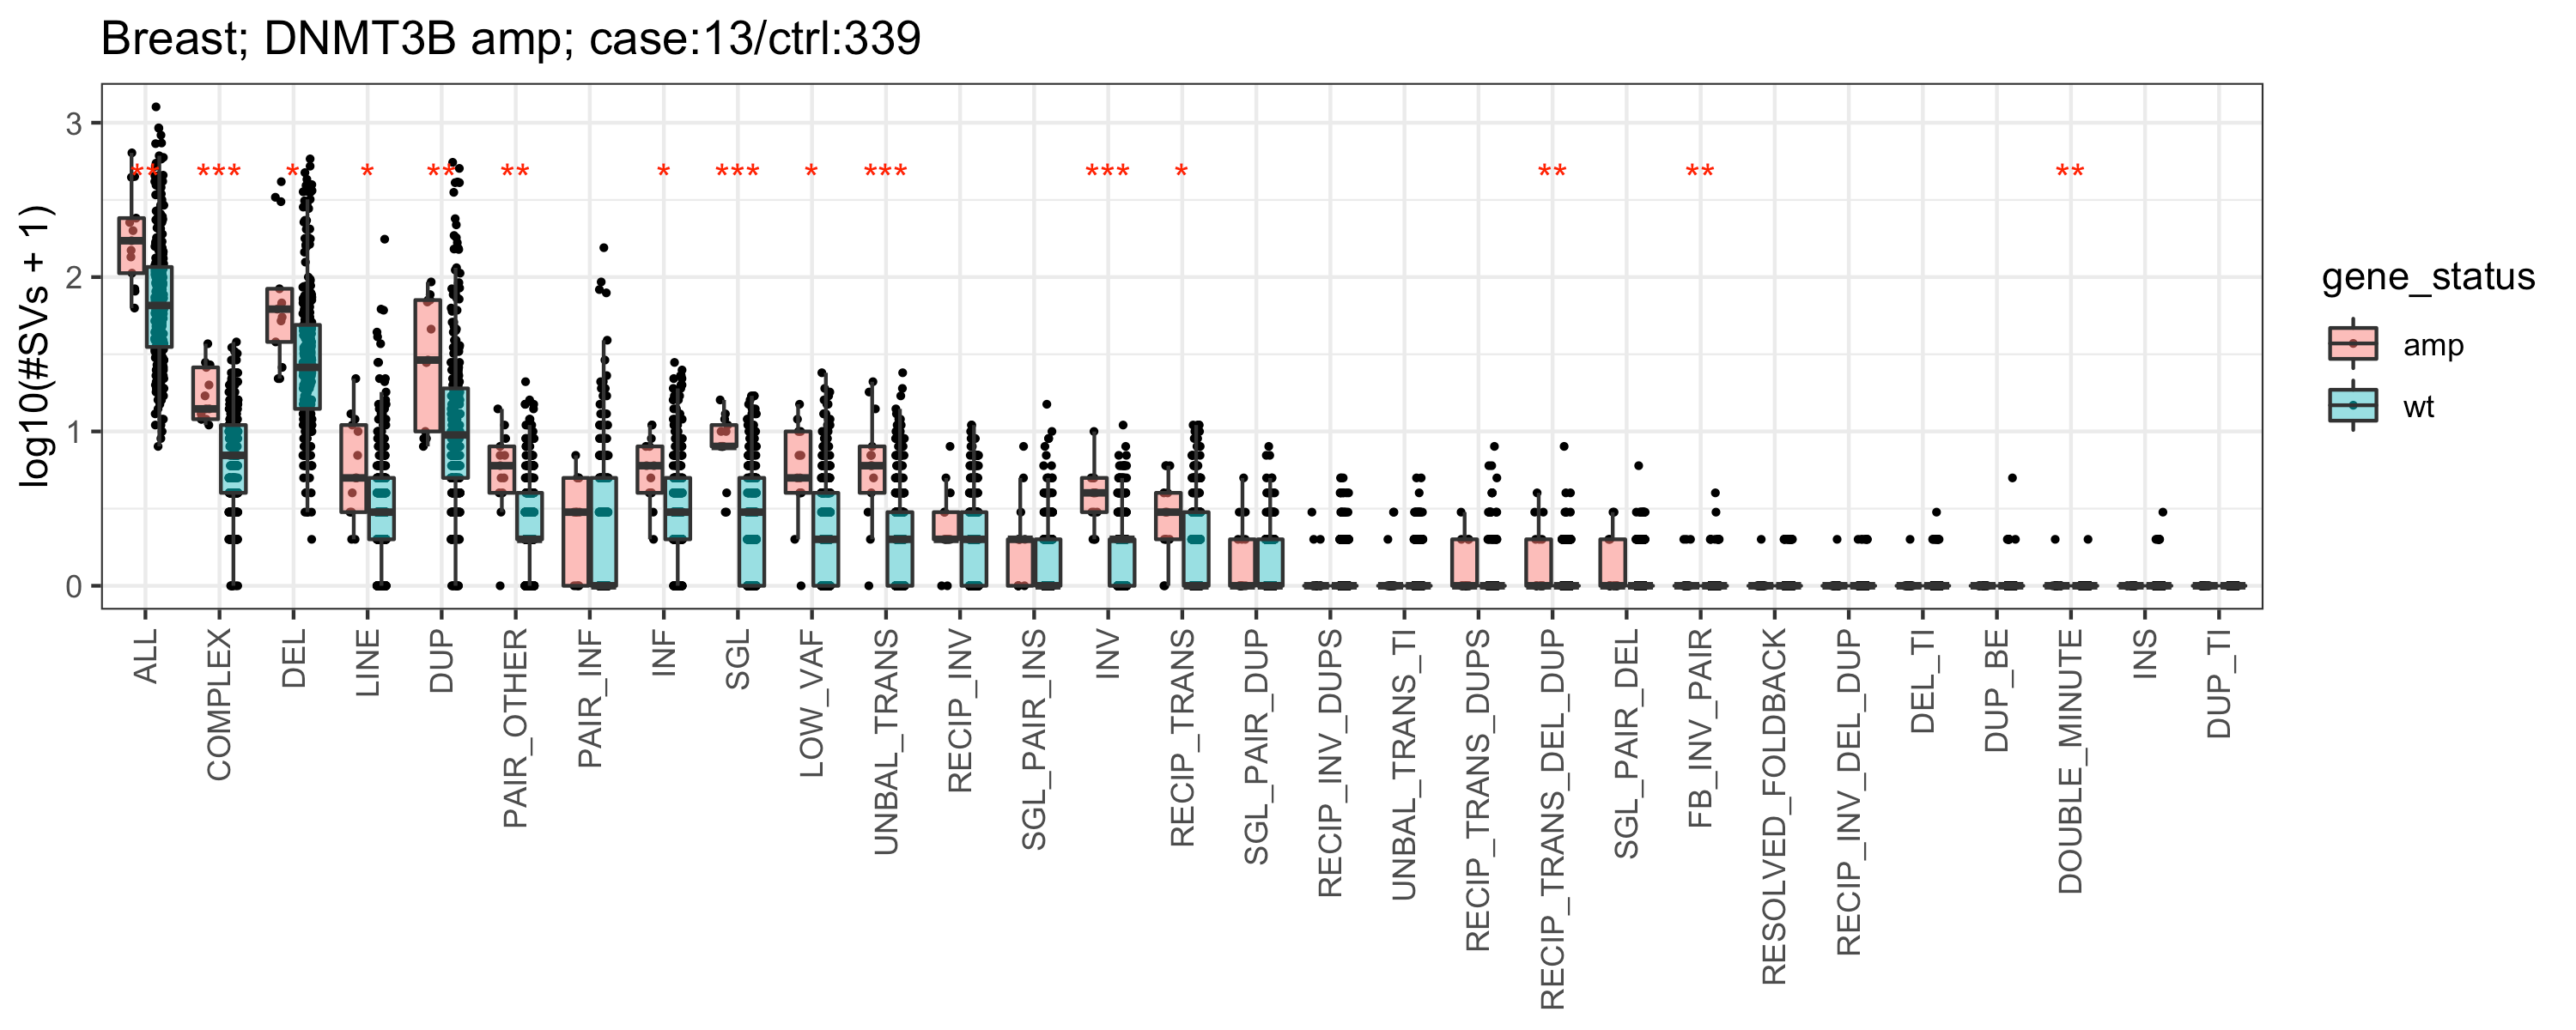 Breast; DNMT3B amp; case:13/ctrl:339
log10(#SVs + 1)
3
2
1
0
** *** * * ** ** * *** * *** *** * ** ** **
ALL
COMPLEX
DEL
LINE
DUP
PAIR_OTHER
PAIR_INF
INF
SGL
LOW_VAF
UNBAL_TRANS
RECIP_INV
SGL_PAIR_INS
INV
RECIP_TRANS
SGL_PAIR_DUP
RECIP_INV_DUPS
UNBAL_TRANS_TI
RECIP_TRANS_DUPS
RECIP_TRANS_DEL_DUP
SGL_PAIR_DEL
FB_INV_PAIR
RESOLVED_FOLDBACK
RECIP_INV_DEL_DUP
DEL_TI
DUP_BE
DOUBLE_MINUTE
INS
DUP_TI
gene_status
amp
wt